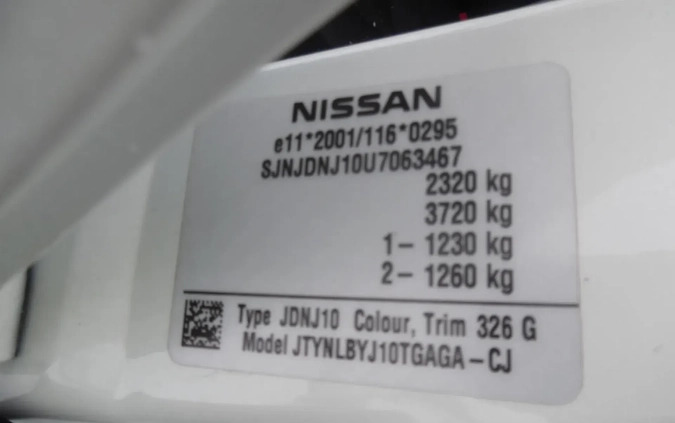 NISSAN
e11*2001/116*0295
SJNJDNJ10U7063467
2320 kg
3720 kg
1- 1230 kg
2- 1260 kg
Type JDNJ10 Colour, Trim 326 G
Model JTYNLBYJ10TGAGA-CJ